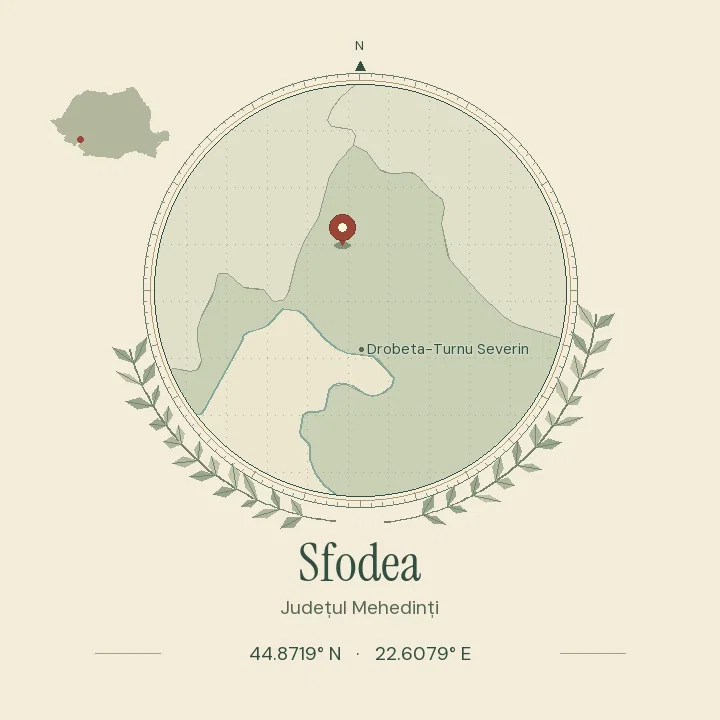 N
Drobeta-Turnu Severin
Sfodea
Județul Mehedinți
44.8719° N · 22.6079° E